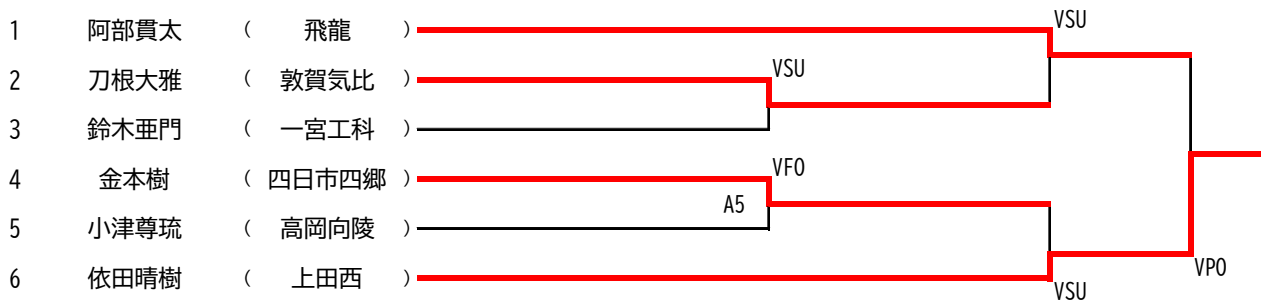 1 阿部貫太 ( 飛龍 ) VSU
2 刀根大雅 ( 敦賀気比 ) VSU
3 鈴木亜門 ( 一宮工科 )
4 金本樹 ( 四日市四郷 ) VFO
A5
5 小津尊琉 ( 高岡向陵 )
6 依田晴樹 ( 上田西 ) VPO
VSU